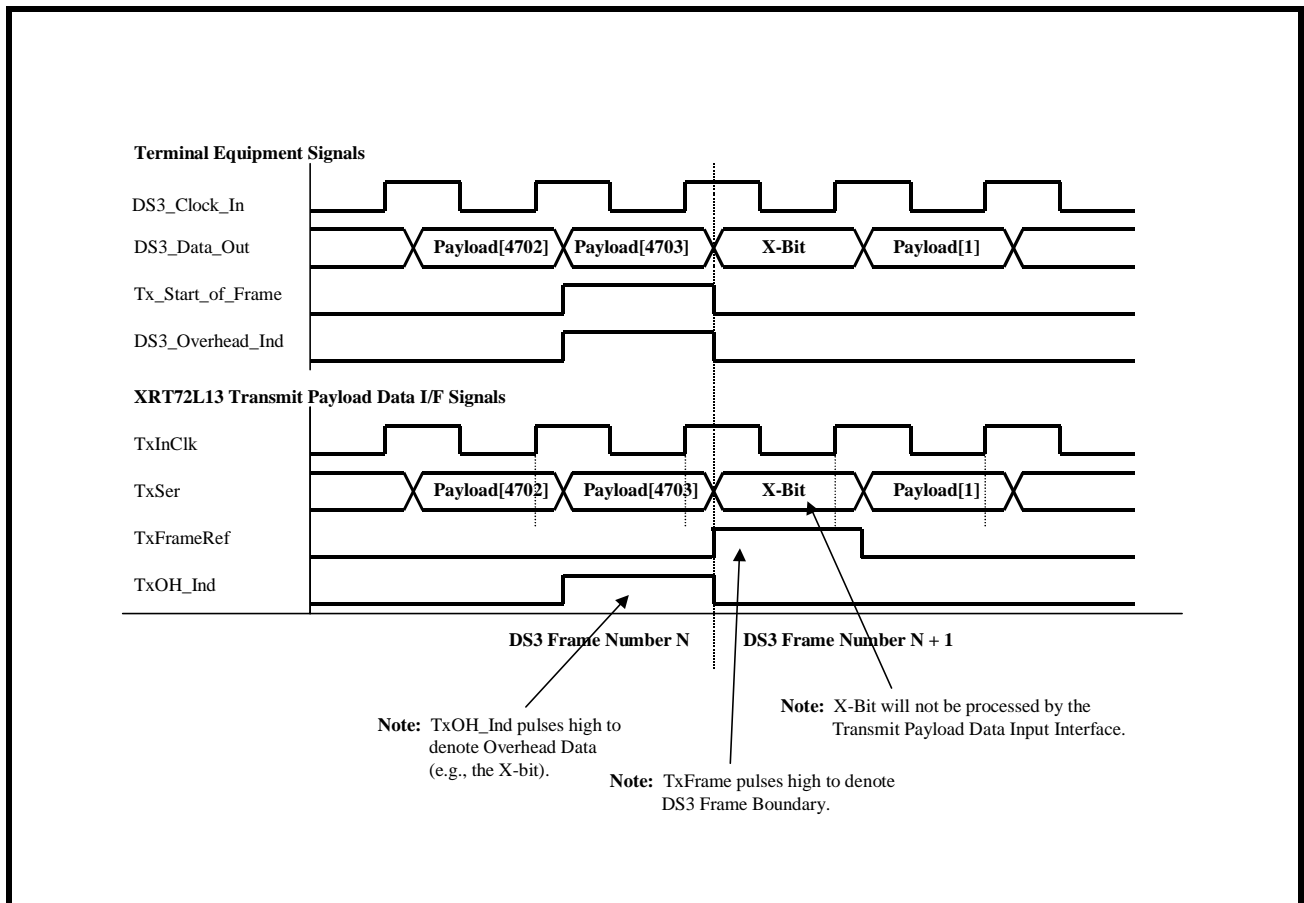 Terminal Equipment Signals
DS3_Clock_In
DS3_Data_Out
Payload[4702] Payload[4703] X-Bit Payload[1]
Tx_Start_of_Frame
DS3_Overhead_Ind
XRT72L13 Transmit Payload Data I/F Signals
TxInClk
TxSer
Payload[4702] Payload[4703] X-Bit Payload[1]
TxFrameRef
TxOH_Ind
DS3 Frame Number N DS3 Frame Number N + 1
Note: X-Bit will not be processed by the
Transmit Payload Data Input Interface.
Note: TxOH_Ind pulses high to
denote Overhead Data
(e.g., the X-bit).
Note: TxFrame pulses high to denote
DS3 Frame Boundary.